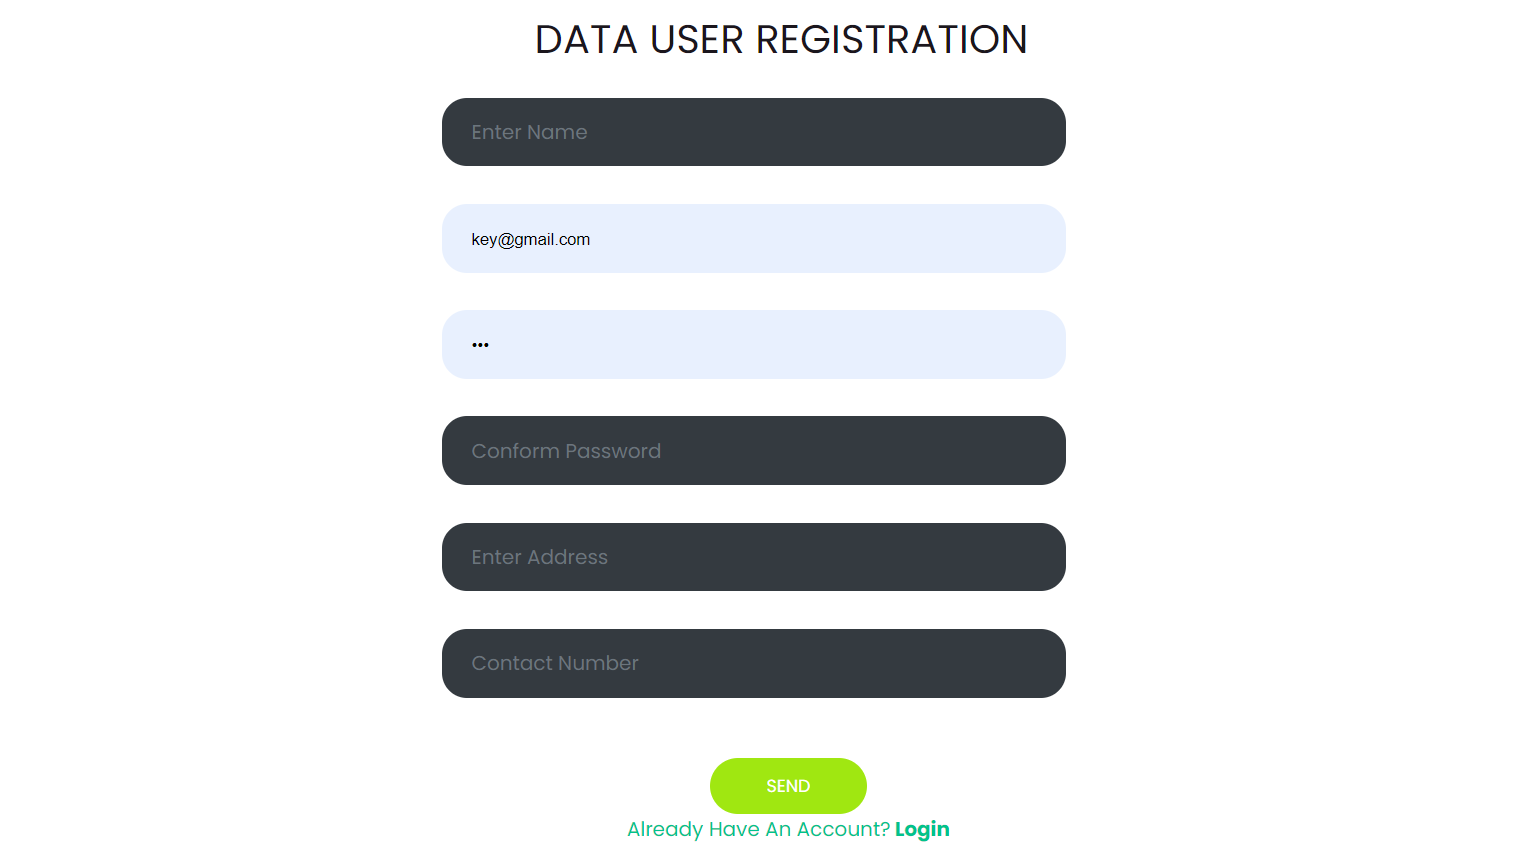 DATA USER REGISTRATION
Enter Name
key@gmail.com
•••
Conform Password
Enter Address
Contact Number
SEND
Already Have An Account? Login